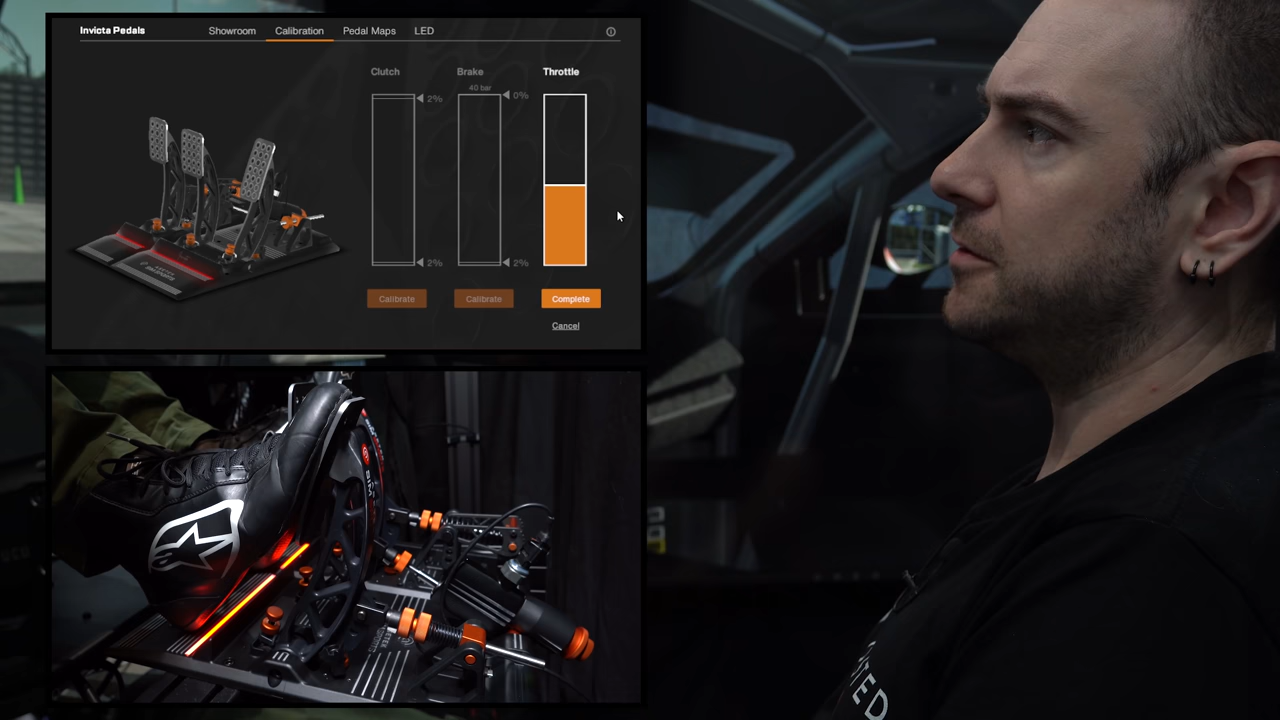 Invicta Pedals Showroom Calibration Pedal Maps LED
Clutch Brake Throttle
40 bar
2% 0%
2% 2%
Calibrate Calibrate Complete
Cancel
SIM